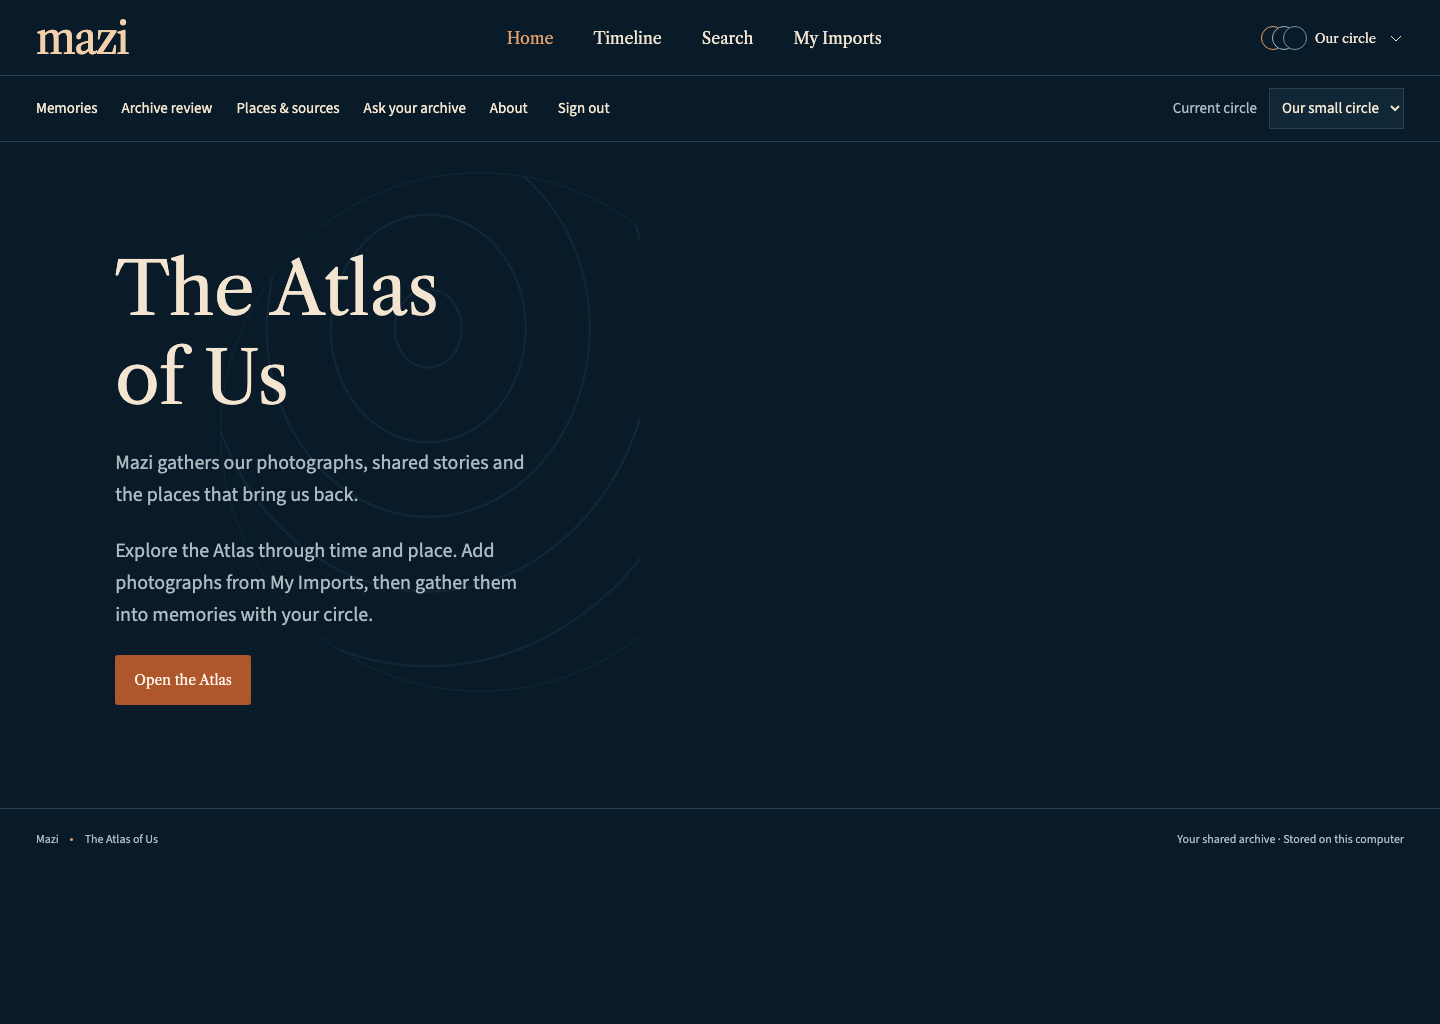 mazi
Home Timeline Search My Imports
Our circle
Memories Archive review Places & sources Ask your archive About Sign out
Current circle Our small circle
The Atlas
of Us
Mazi gathers our photographs, shared stories and
the places that bring us back.
Explore the Atlas through time and place. Add
photographs from My Imports, then gather them
into memories with your circle.
Open the Atlas
Mazi • The Atlas of Us
Your shared archive · Stored on this computer